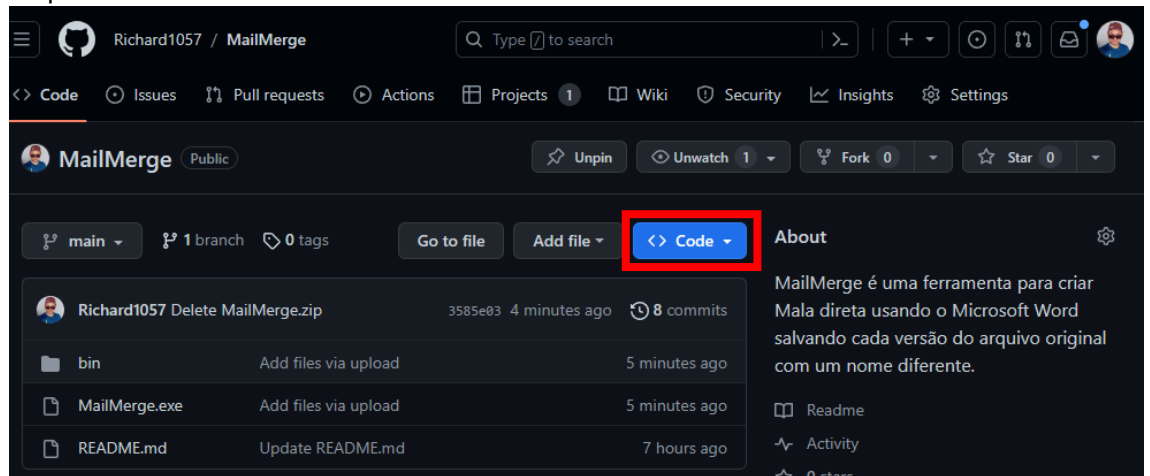 Richard1057 / MailMerge
Type / to search
<> Code
Issues
Pull requests
Actions
Projects 1
Wiki
Security
Insights
Settings
MailMerge Public
Unpin
Unwatch 1
Fork 0
Star 0
main
1 branch
0 tags
Go to file
Add file
<> Code
Richard1057 Delete MailMerge.zip
3585e03 4 minutes ago
8 commits
bin
Add files via upload
5 minutes ago
MailMerge.exe
Add files via upload
5 minutes ago
README.md
Update README.md
7 hours ago
About
MailMerge é uma ferramenta para criar
Mala direta usando o Microsoft Word
salvando cada versão do arquivo original
com um nome diferente.
Readme
Activity
0 stars